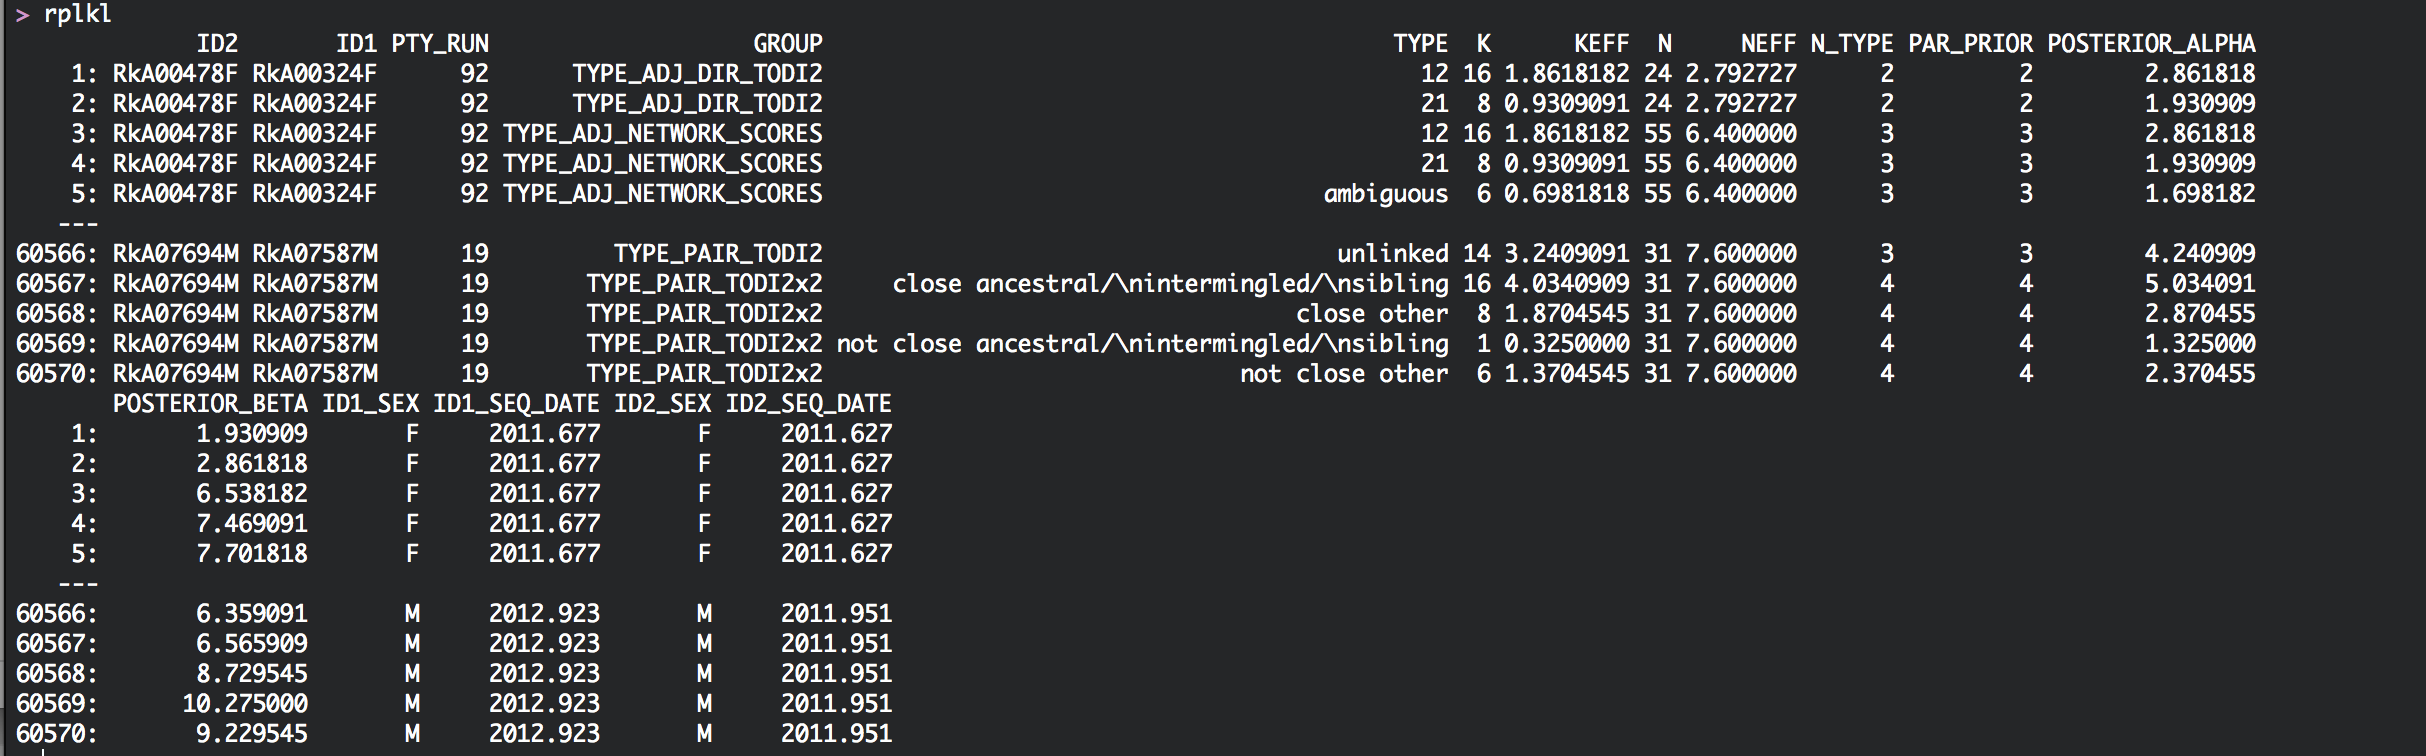 > rplkl
ID2 ID1 PTY_RUN GROUP TYPE K KEFF N NEFF N_TYPE PAR_PRIOR POSTERIOR_ALPHA
1: RkA00478F RkA00324F 92 TYPE_ADJ_DIR_TODI2 12 16 1.8618182 24 2.792727 2 2 2.861818
2: RkA00478F RkA00324F 92 TYPE_ADJ_DIR_TODI2 21 8 0.9309091 24 2.792727 2 2 1.930909
3: RkA00478F RkA00324F 92 TYPE_ADJ_NETWORK_SCORES 12 16 1.8618182 55 6.400000 3 3 2.861818
4: RkA00478F RkA00324F 92 TYPE_ADJ_NETWORK_SCORES 21 8 0.9309091 55 6.400000 3 3 1.930909
5: RkA00478F RkA00324F 92 TYPE_ADJ_NETWORK_SCORES ambiguous 6 0.6981818 55 6.400000 3 3 1.698182
---
60566: RkA07694M RkA07587M 19 TYPE_PAIR_TODI2 unlinked 14 3.2409091 31 7.600000 3 3 4.240909
60567: RkA07694M RkA07587M 19 TYPE_PAIR_TODI2x2 close ancestral/\nintermingled/\nsibling 16 4.0340909 31 7.600000 4 4 5.034091
60568: RkA07694M RkA07587M 19 TYPE_PAIR_TODI2x2 close other 8 1.8704545 31 7.600000 4 4 2.870455
60569: RkA07694M RkA07587M 19 TYPE_PAIR_TODI2x2 not close ancestral/\nintermingled/\nsibling 1 0.3250000 31 7.600000 4 4 1.325000
60570: RkA07694M RkA07587M 19 TYPE_PAIR_TODI2x2 not close other 6 1.3704545 31 7.600000 4 4 2.370455
POSTERIOR_BETA ID1_SEX ID1_SEQ_DATE ID2_SEX ID2_SEQ_DATE
1: 1.930909 F 2011.677 F 2011.627
2: 2.861818 F 2011.677 F 2011.627
3: 6.538182 F 2011.677 F 2011.627
4: 7.469091 F 2011.677 F 2011.627
5: 7.701818 F 2011.677 F 2011.627
---
60566: 6.359091 M 2012.923 M 2011.951
60567: 6.565909 M 2012.923 M 2011.951
60568: 8.729545 M 2012.923 M 2011.951
60569: 10.275000 M 2012.923 M 2011.951
60570: 9.229545 M 2012.923 M 2011.951